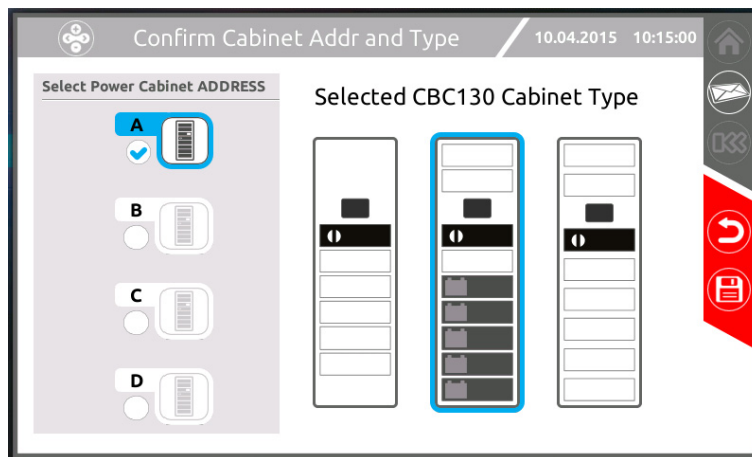 Confirm Cabinet Addr and Type
10.04.2015 10:15:00
Select Power Cabinet ADDRESS
A
B
C
D
Selected CBC130 Cabinet Type